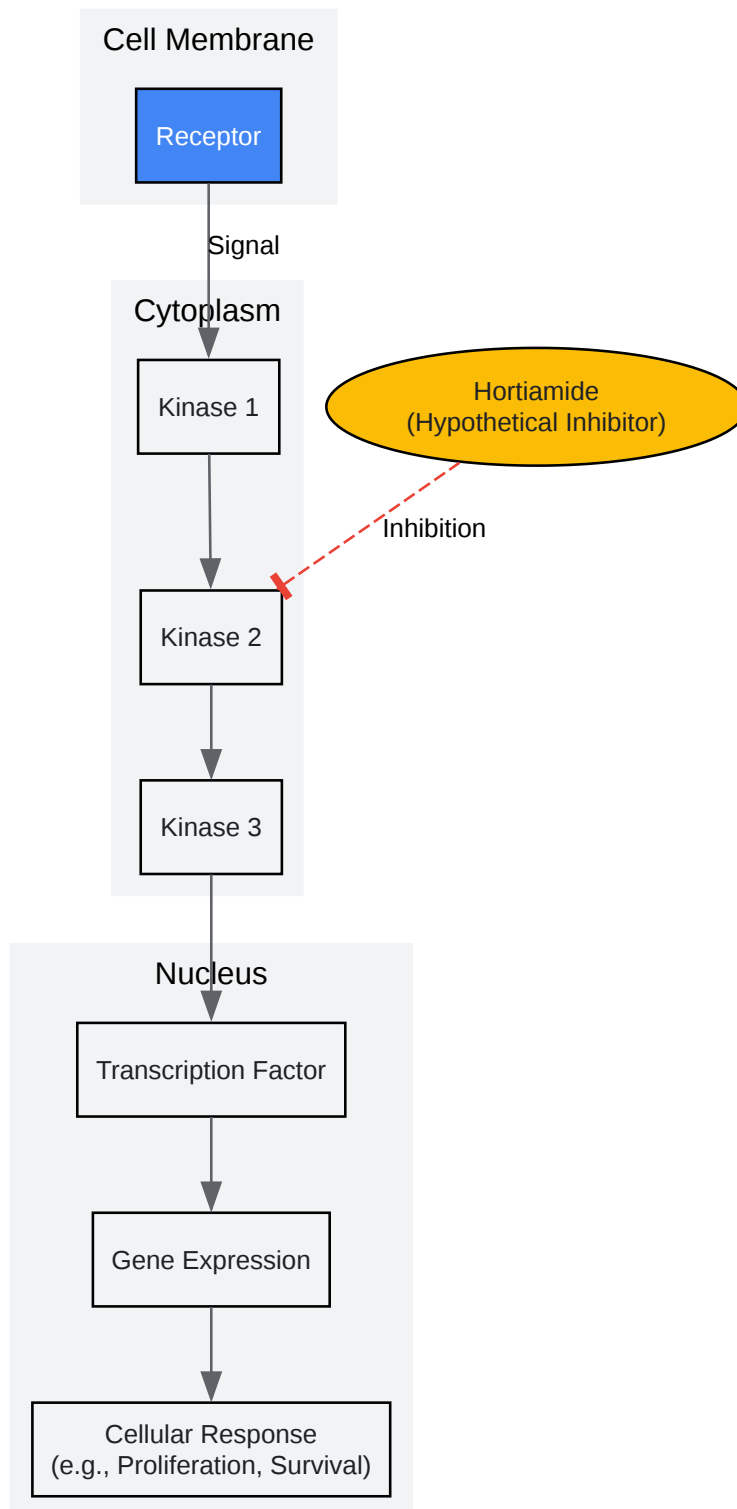 Cell Membrane
Receptor
Signal
Cytoplasm
Kinase 1
Hortiamide
(Hypothetical Inhibitor)
Inhibition
Kinase 2
Kinase 3
Nucleus
Transcription Factor
Gene Expression
Cellular Response
(e.g., Proliferation, Survival)